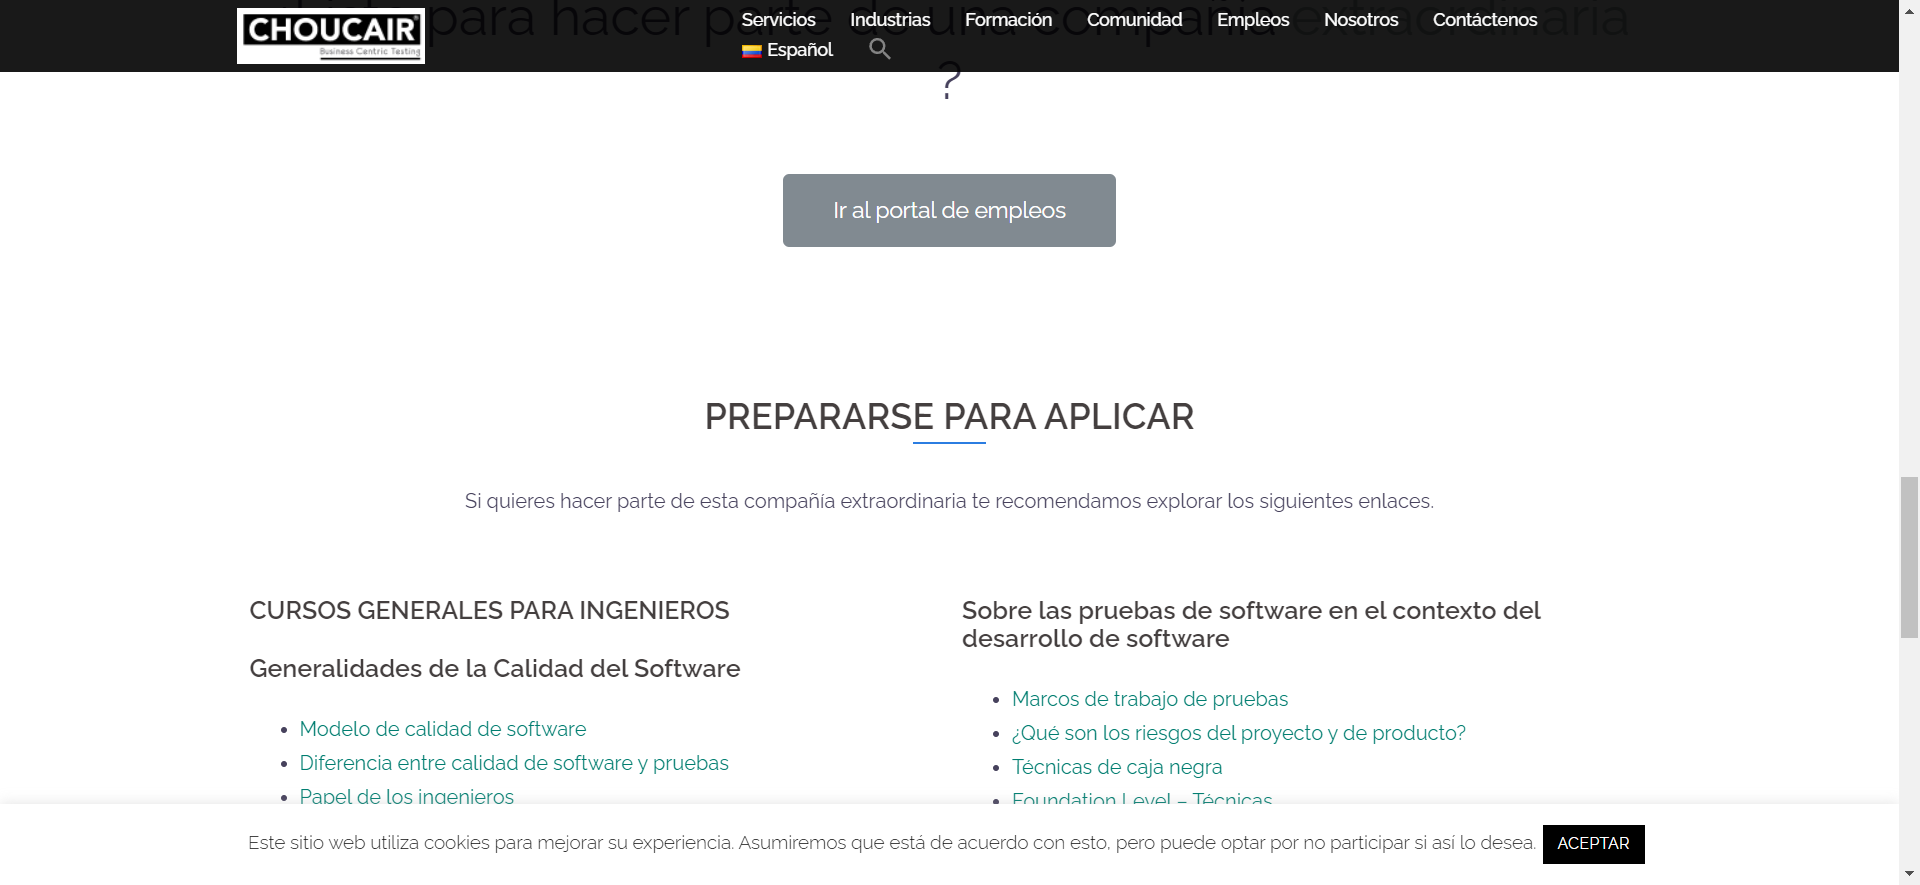 para hacer parte de una compañía extraordinaria
CHOUCAIR
Business Centric Testing
Servicios Industrias Formación Comunidad Empleos Nosotros Contáctenos
Español
?
Ir al portal de empleos
PREPARARSE PARA APLICAR
Si quieres hacer parte de esta compañía extraordinaria te recomendamos explorar los siguientes enlaces.
CURSOS GENERALES PARA INGENIEROS
Generalidades de la Calidad del Software
• Modelo de calidad de software
• Diferencia entre calidad de software y pruebas
• Papel de los ingenieros
Sobre las pruebas de software en el contexto del
desarrollo de software
• Marcos de trabajo de pruebas
• ¿Qué son los riesgos del proyecto y de producto?
• Técnicas de caja negra
• Foundation Level – Técnicas
Este sitio web utiliza cookies para mejorar su experiencia. Asumiremos que está de acuerdo con esto, pero puede optar por no participar si así lo desea. ACEPTAR